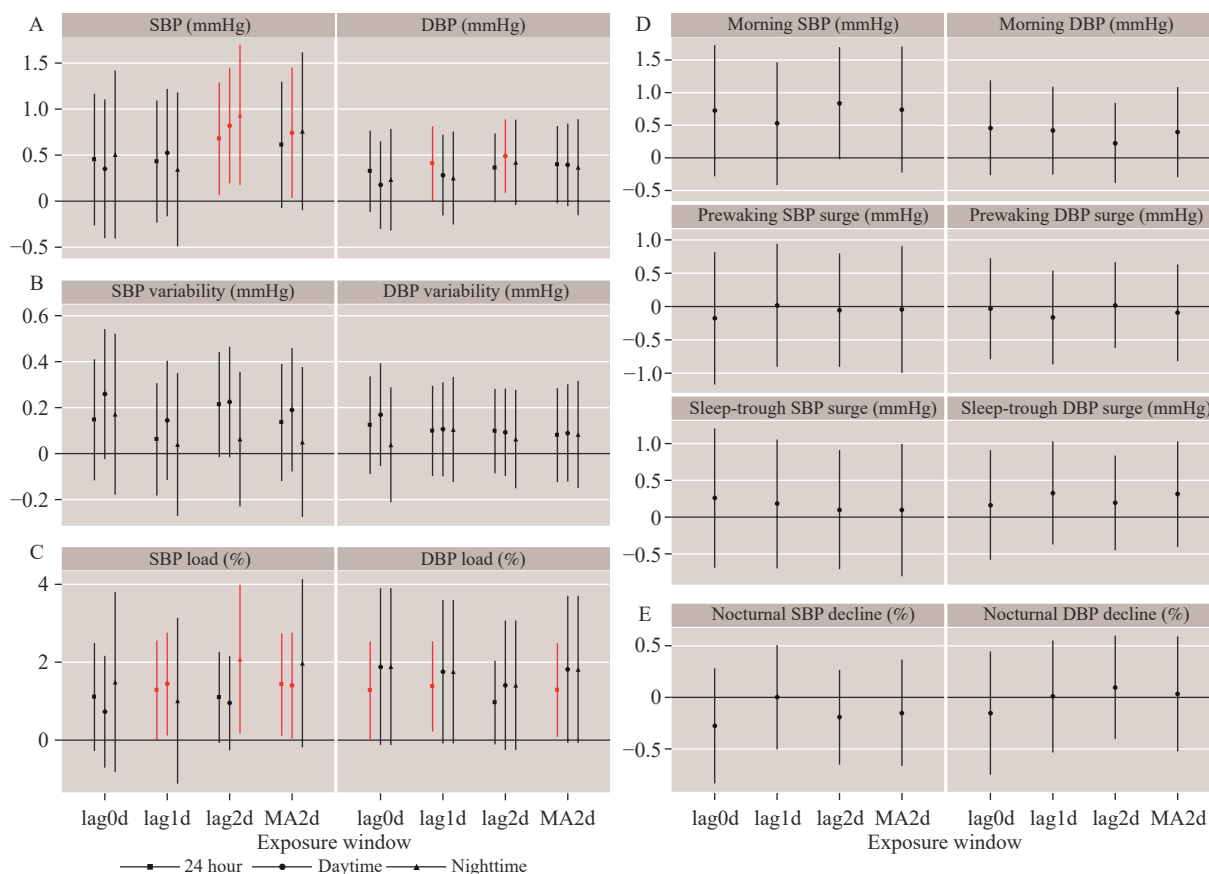 A
SBP (mmHg)
DBP (mmHg)
1.5
1.0
0.5
0
−0.5
B
SBP variability (mmHg)
DBP variability (mmHg)
0.6
0.4
0.2
0
−0.2
C
SBP load (%)
DBP load (%)
4
2
0
lag0d lag1d lag2d MA2d lag0d lag1d lag2d MA2d
Exposure window
24 hour Daytime Nighttime
D
Morning SBP (mmHg)
Morning DBP (mmHg)
1.5
1.0
0.5
0
−0.5
Prewaking SBP surge (mmHg)
Prewaking DBP surge (mmHg)
1.0
0.5
0
−0.5
−1.0
Sleep-trough SBP surge (mmHg)
Sleep-trough DBP surge (mmHg)
1.0
0.5
0
−0.5
E
Nocturnal SBP decline (%)
Nocturnal DBP decline (%)
0.5
0
−0.5
lag0d lag1d lag2d MA2d lag0d lag1d lag2d MA2d
Exposure window